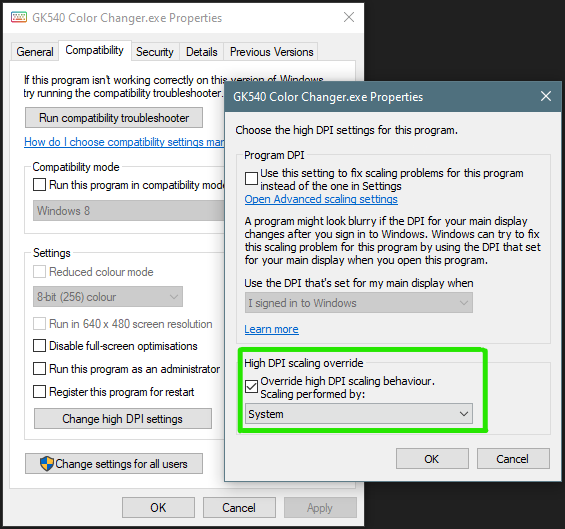 GK540 Color Changer.exe Properties
General
Compatibility
Security
Details
Previous Versions
If this program isn't working correctly on this version of Windows,
try running the compatibility troubleshooter.
Run compatibility troubleshooter
How do I choose compatibility settings man
Compatibility mode
Run this program in compatibility mode
Windows 8
Settings
Reduced colour mode
8-bit (256) colour
Run in 640 x 480 screen resolution
Disable full-screen optimisations
Run this program as an administrator
Register this program for restart
Change high DPI settings
Change settings for all users
OK
Cancel
Apply
GK540 Color Changer.exe Properties
Choose the high DPI settings for this program.
Program DPI
Use this setting to fix scaling problems for this program
instead of the one in Settings
Open Advanced scaling settings
A program might look blurry if the DPI for your main display
changes after you sign in to Windows. Windows can try to fix
this scaling problem for this program by using the DPI that set
for your main display when you open this program.
Use the DPI that's set for my main display when
I signed in to Windows
Learn more
High DPI scaling override
Override high DPI scaling behaviour.
Scaling performed by:
System
OK
Cancel